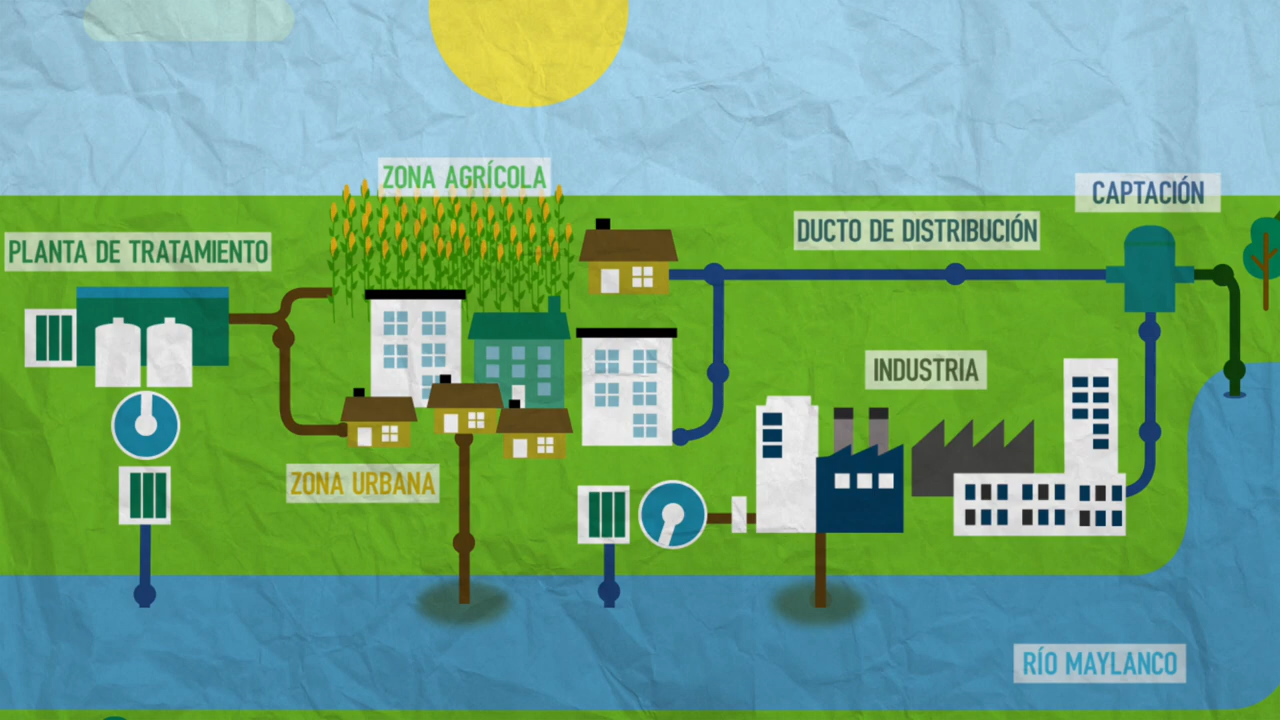 ZONA AGRÍCOLA
CAPTACIÓN
DUCTO DE DISTRIBUCIÓN
PLANTA DE TRATAMIENTO
INDUSTRIA
ZONA URBANA
RÍO MAYLANCO